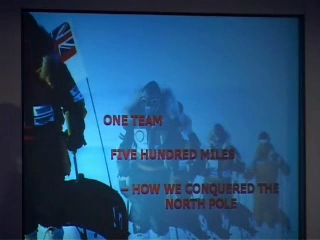 ONE TEAM
FIVE HUNDRED MILES
– HOW WE CONQUERED THE
NORTH POLE